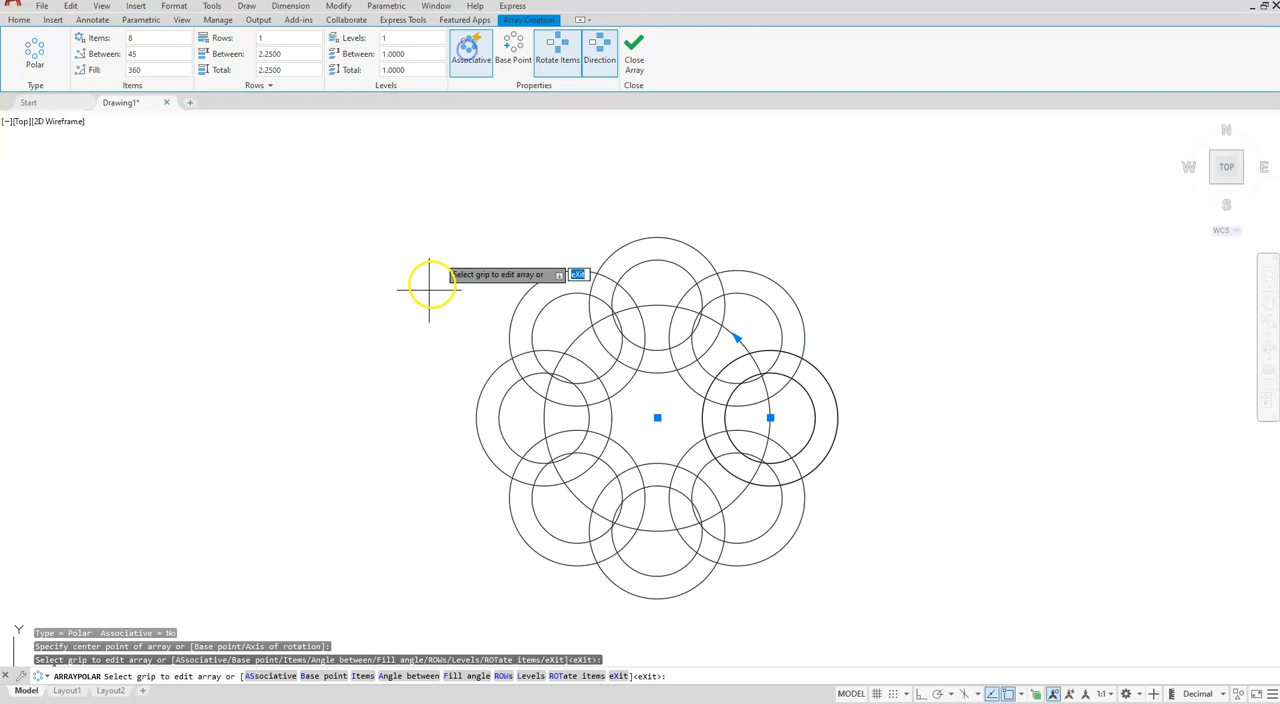 File Edit View Insert Format Tools Draw Dimension Modify Parametric Window Help Express
Home Insert Annotate Parametric View Manage Output Add-ins Collaborate Express Tools Featured Apps Array Creation
Polar
Type
Items: 8
Between: 45
Fill: 360
Items
Rows: 1
Between: 2.2500
Total: 2.2500
Rows
Levels: 1
Between: 1.0000
Total: 1.0000
Levels
Associative
Base Point
Rotate Items
Direction
Properties
Close
Array
Close
Start
Drawing1*
[−][Top][2D Wireframe]
N
W
TOP
E
S
WCS
Select grip to edit array or
eXit
Y
Type = Polar Associative = No
Specify center point of array or [Base point/Axis of rotation]:
Select grip to edit array or [ASsociative/Base point/Items/Angle between/Fill angle/ROWs/Levels/ROTate items/eXit]<eXit>:
ARRAYPOLAR Select grip to edit array or [ASsociative Base point Items Angle between Fill angle ROWs Levels ROTate items eXit]<eXit>:
Model Layout1 Layout2
MODEL
1:1
Decimal